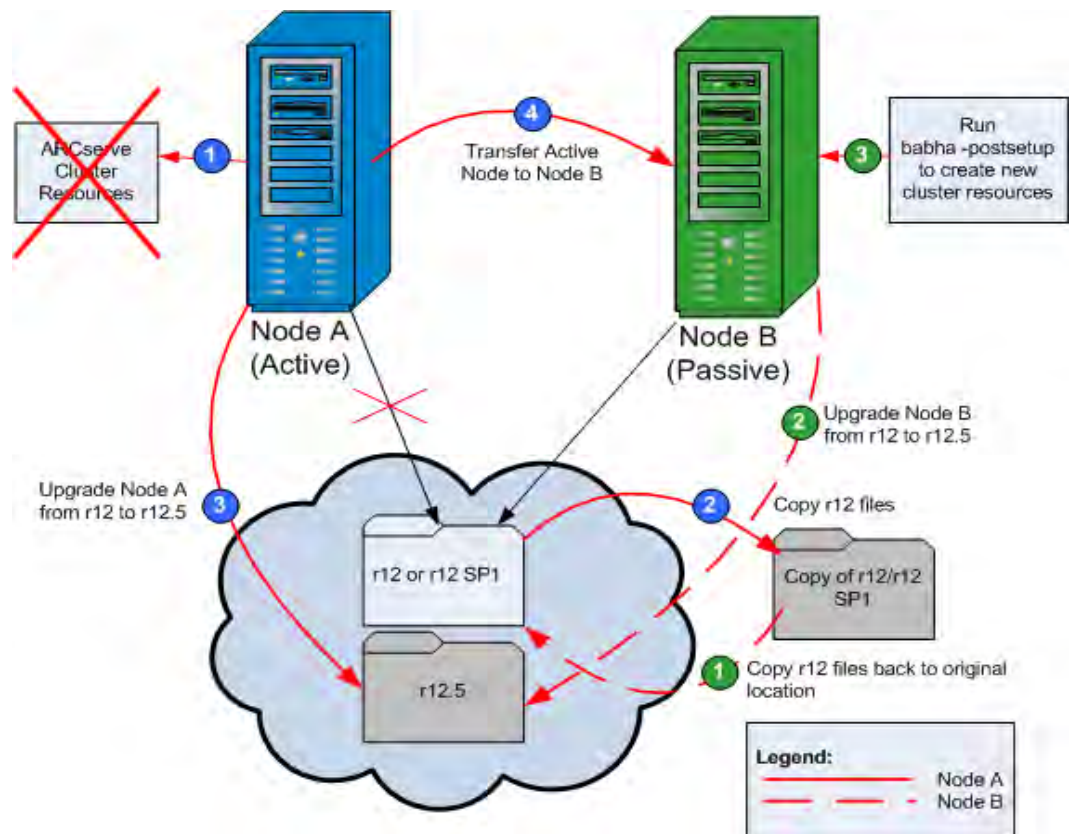 ARCserve
Cluster
Resources
1
4
Transfer Active
Node to Node B
3
Run
babha -postsetup
to create new
cluster resources
Node A
(Active)
Node B
(Passive)
2
Upgrade Node B
from r12 to r12.5
Upgrade Node A
from r12 to r12.5
3
2
Copy r12 files
r12 or r12 SP1
Copy of r12/r12
SP1
r12.5
1
Copy r12 files back to original
location
Legend:
Node A
Node B